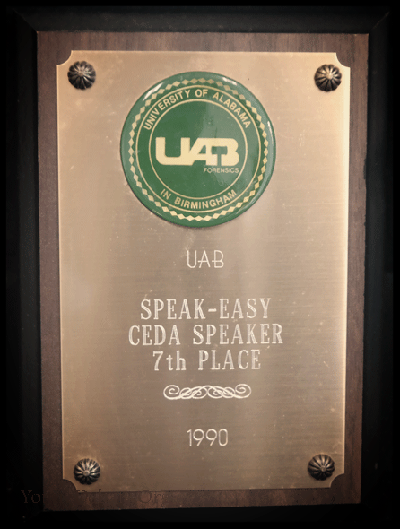 UNIVERSITY OF ALABAMA
UAB
FORENSICS
IN BIRMINGHAM
UAB
SPEAK-EASY
CEDA SPEAKER
7th PLACE
1990